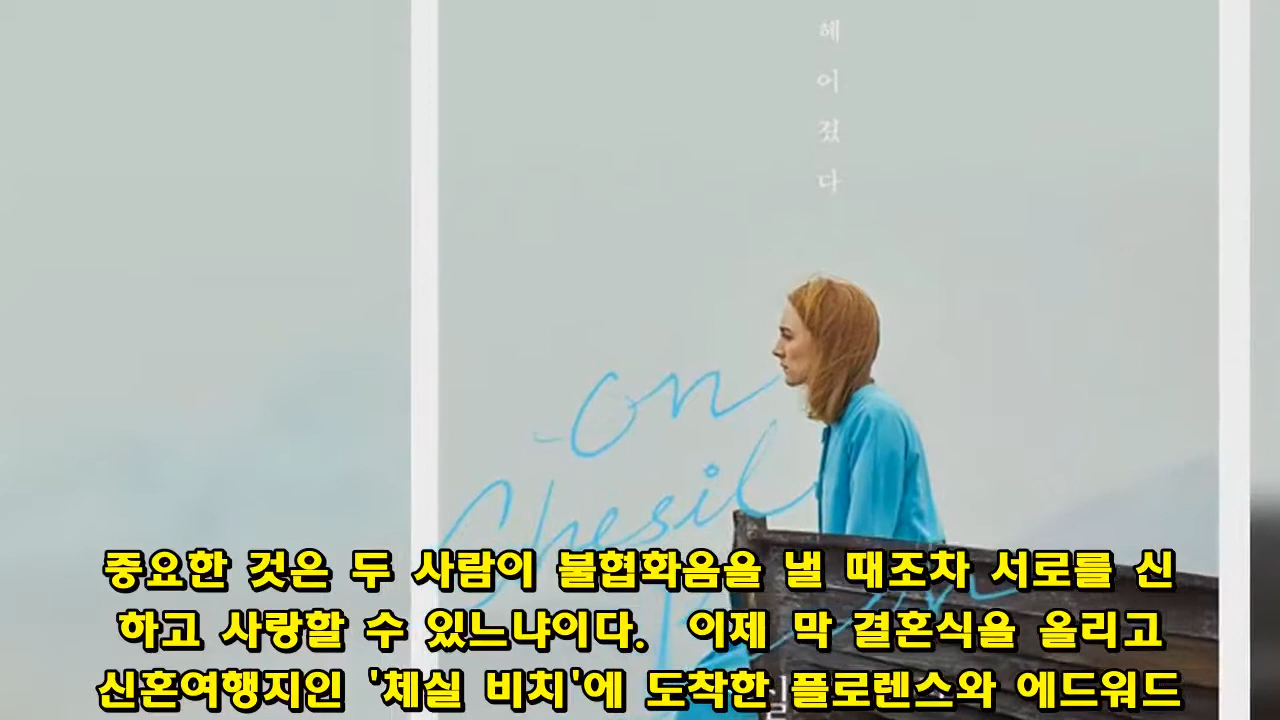 헤어졌다
On
Chesil
중요한 것은 두 사람이 불협화음을 낼 때조차 서로를 신
하고 사랑할 수 있느냐이다. 이제 막 결혼식을 올리고
신혼여행지인 '체실 비치'에 도착한 플로렌스와 에드워드